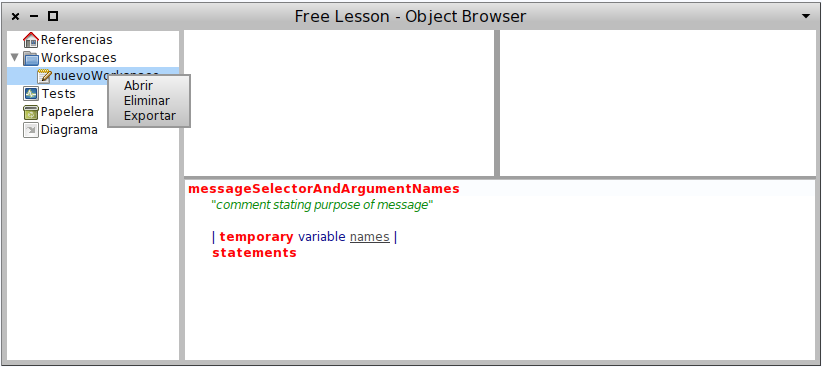 Free Lesson - Object Browser
Referencias
Workspaces
nuevoWorkspace
Abrir
Eliminar
Exportar
Tests
Papelera
Diagrama
messageSelectorAndArgumentNames
"comment stating purpose of message"
| temporary variable names |
statements